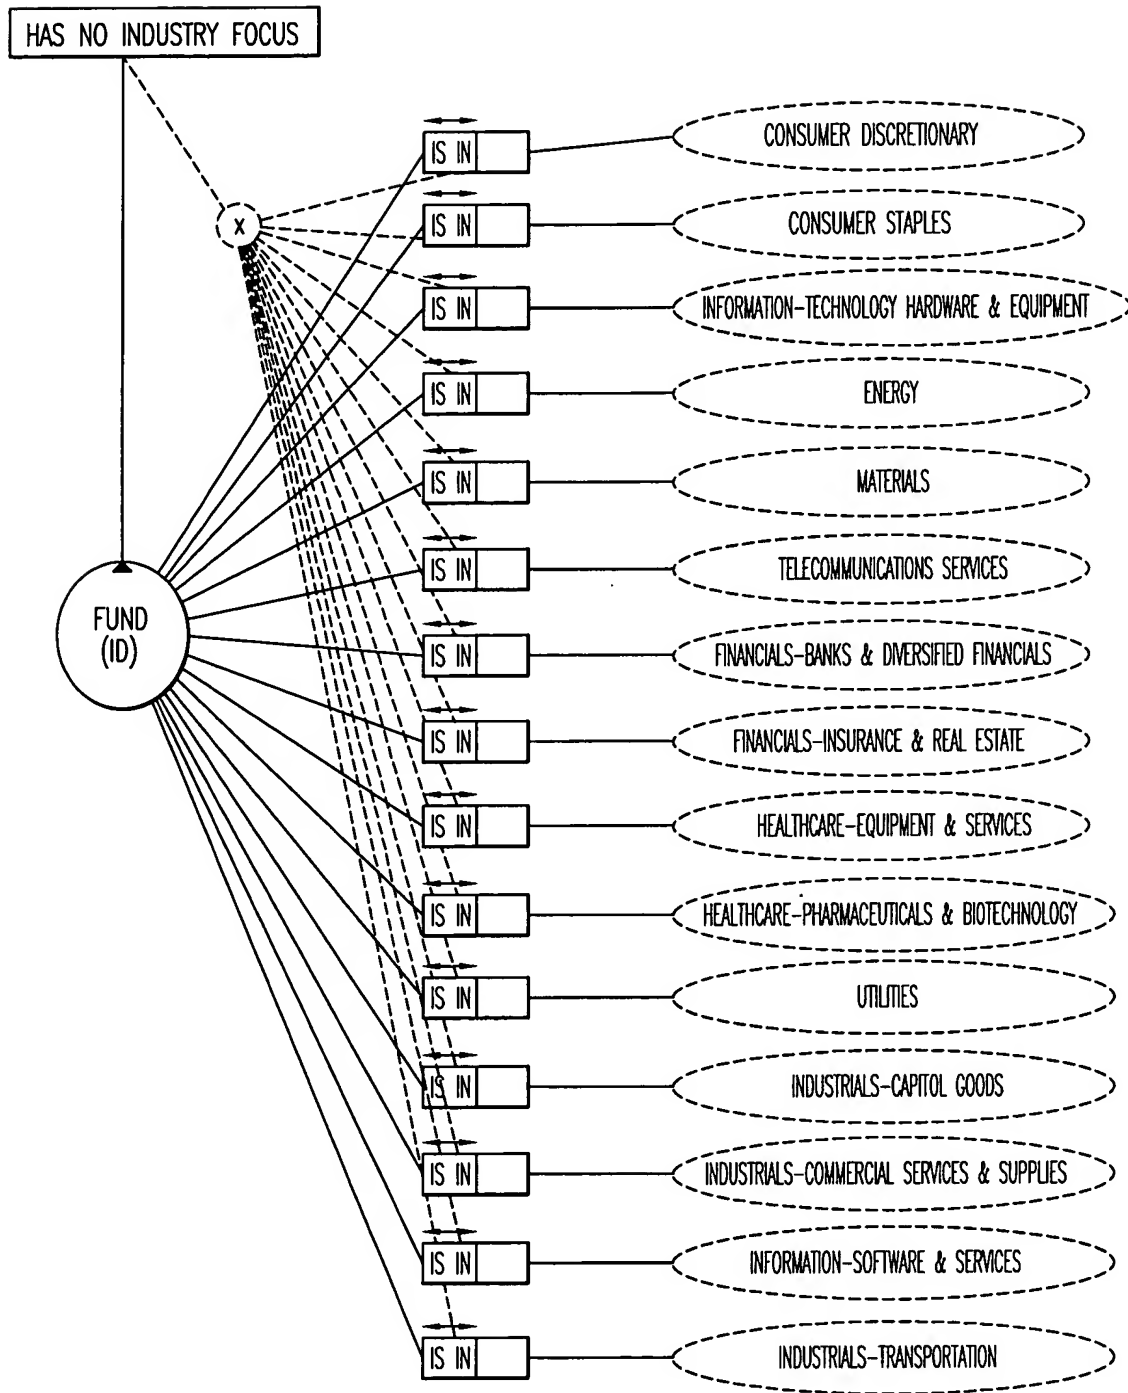 HAS NO INDUSTRY FOCUS
IS IN
CONSUMER DISCRETIONARY
X
IS IN
CONSUMER STAPLES
IS IN
INFORMATION-TECHNOLOGY HARDWARE & EQUIPMENT
IS IN
ENERGY
IS IN
MATERIALS
IS IN
TELECOMMUNICATIONS SERVICES
FUND
(ID)
IS IN
FINANCIALS-BANKS & DIVERSIFIED FINANCIALS
IS IN
FINANCIALS-INSURANCE & REAL ESTATE
IS IN
HEALTHCARE-EQUIPMENT & SERVICES
IS IN
HEALTHCARE-PHARMACEUTICALS & BIOTECHNOLOGY
IS IN
UTILITIES
IS IN
INDUSTRIALS-CAPITOL GOODS
IS IN
INDUSTRIALS-COMMERCIAL SERVICES & SUPPLIES
IS IN
INFORMATION-SOFTWARE & SERVICES
IS IN
INDUSTRIALS-TRANSPORTATION